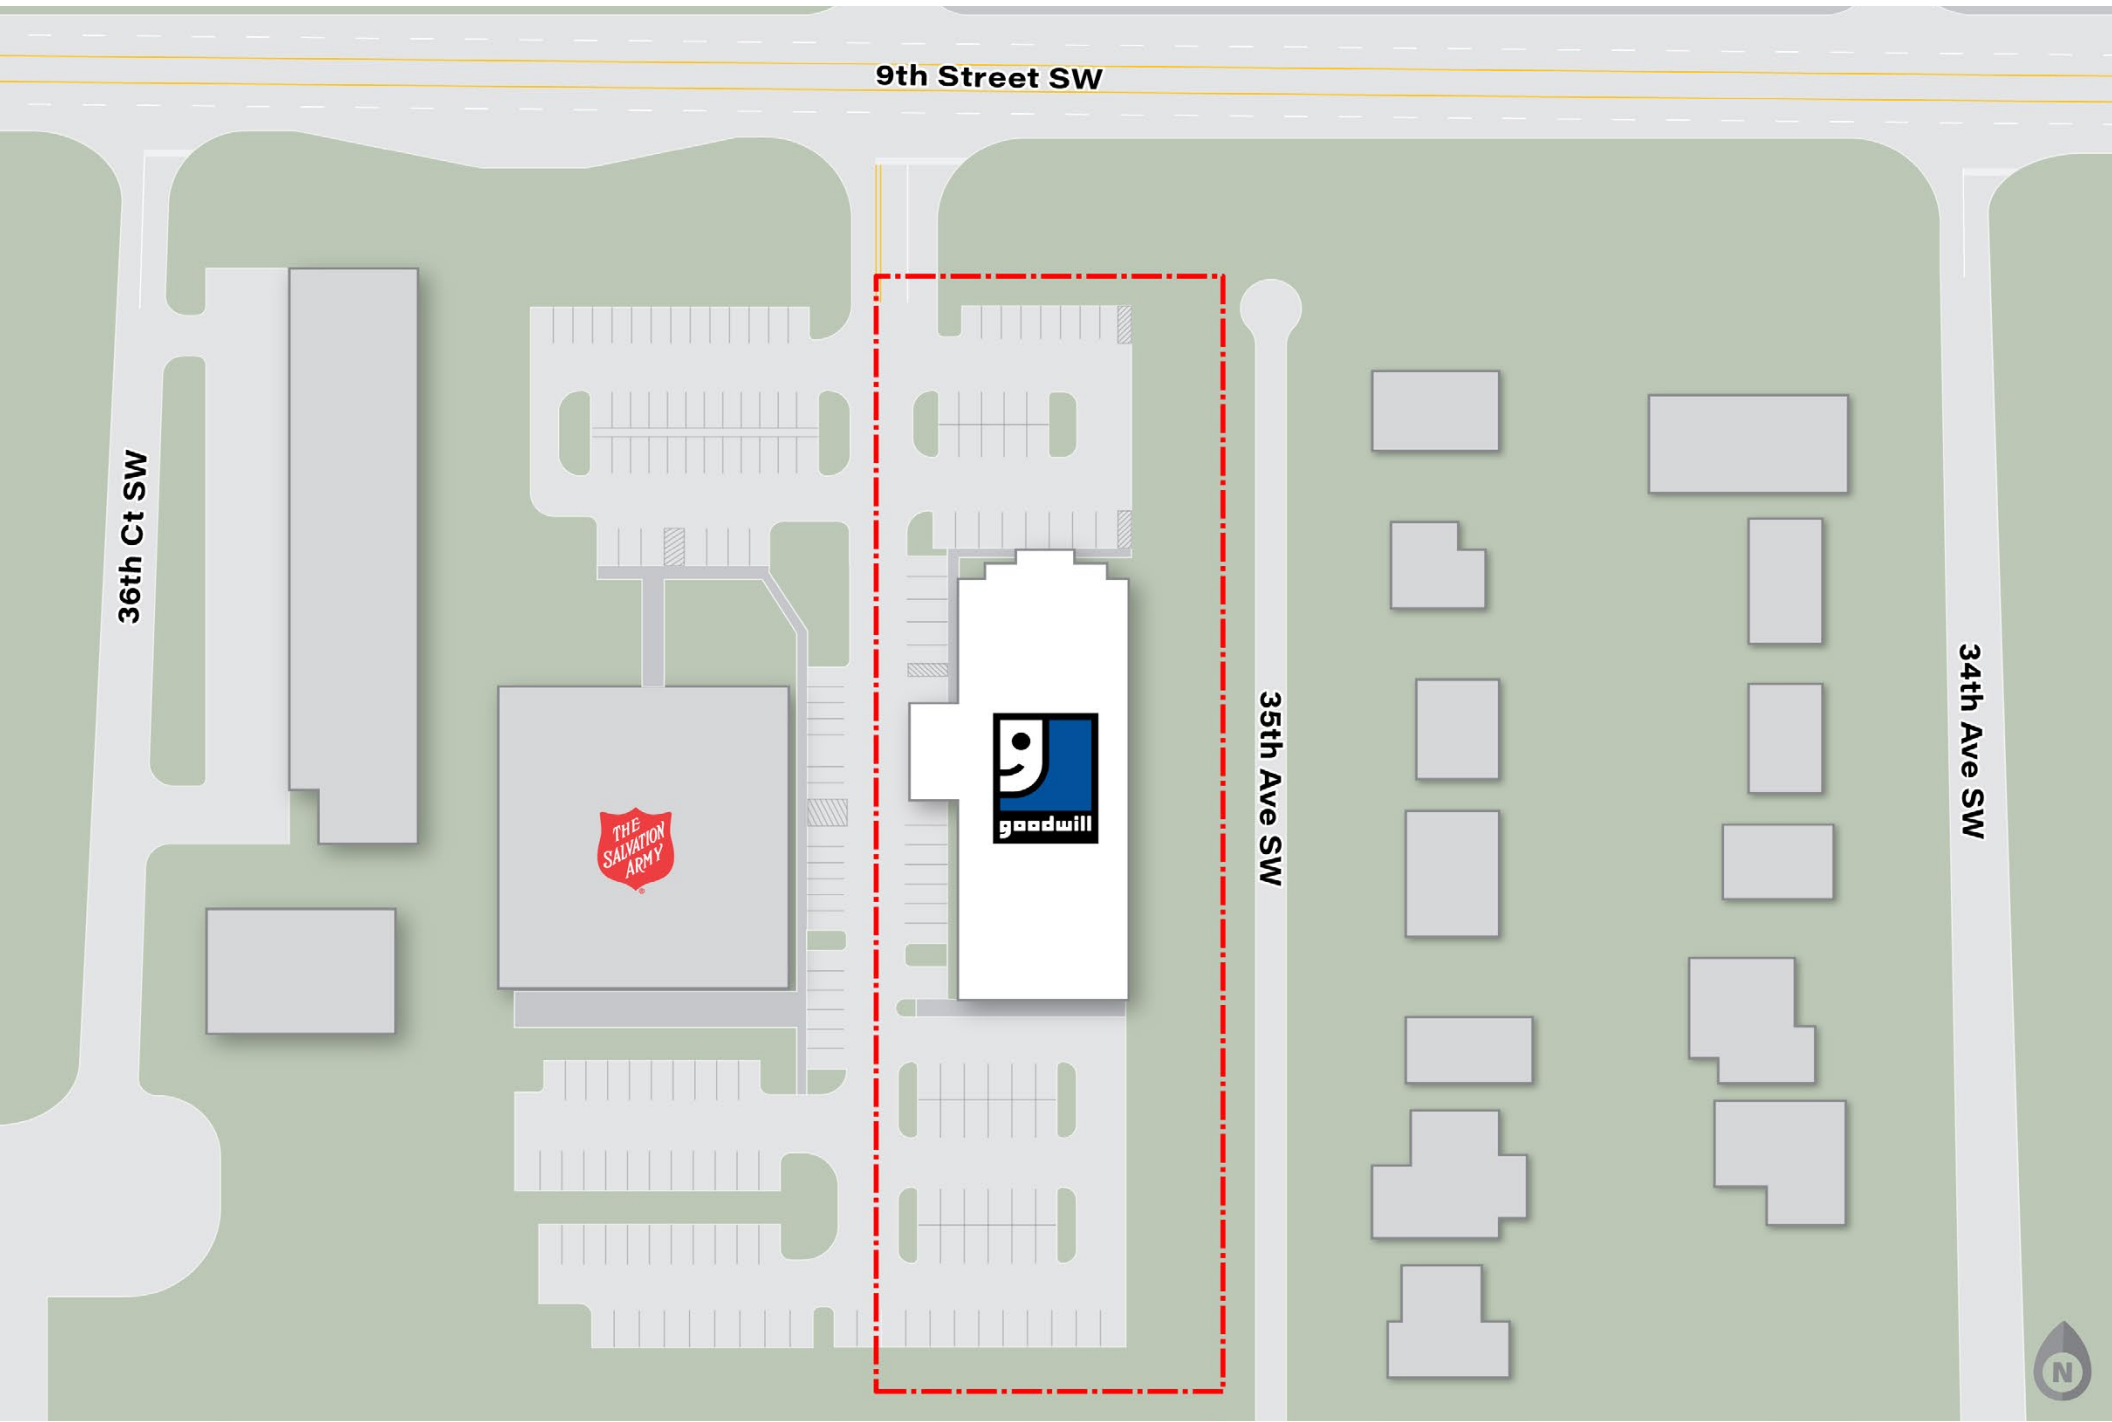 9th Street SW
36th Ct SW
35th Ave SW
34th Ave SW
THE
SALVATION
ARMY
goodwill
N